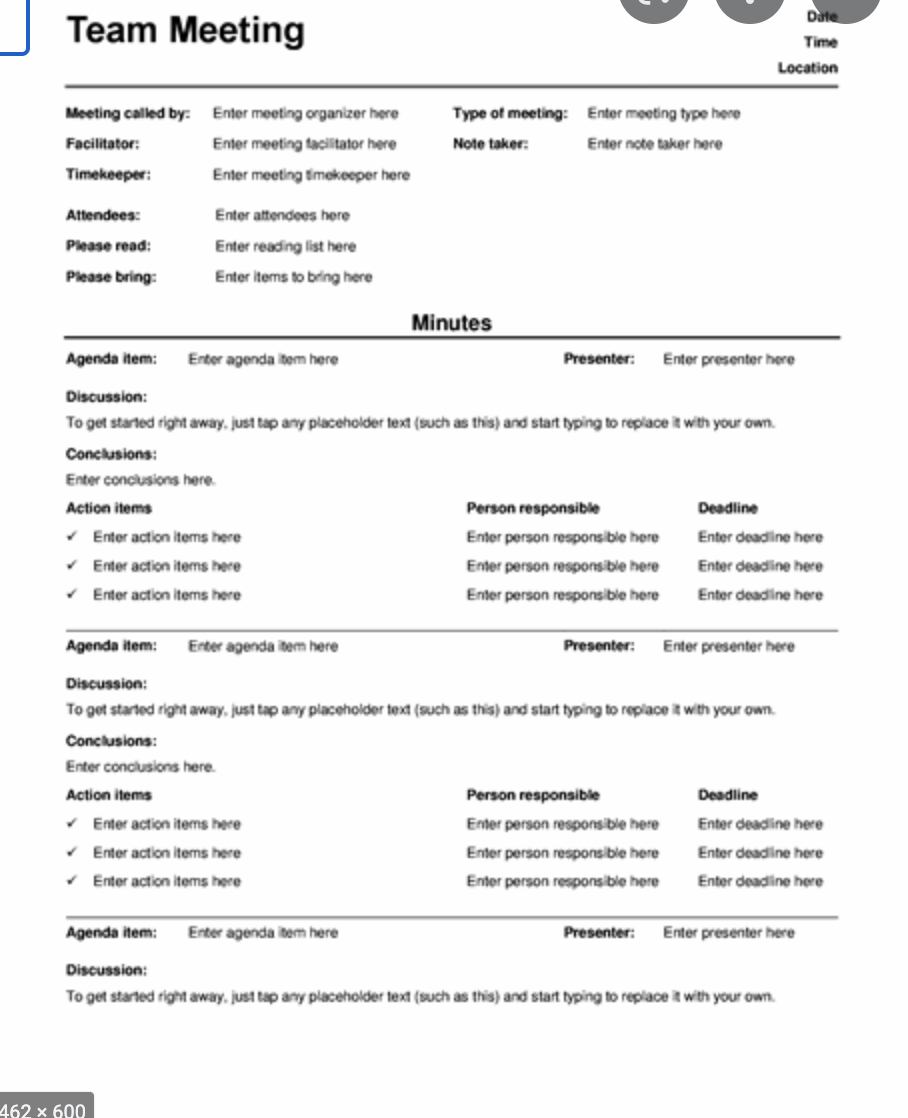 Team Meeting
Date
Time
Location
Meeting called by: Enter meeting organizer here Type of meeting: Enter meeting type here
Facilitator: Enter meeting facilitator here Note taker: Enter note taker here
Timekeeper: Enter meeting timekeeper here
Attendees: Enter attendees here
Please read: Enter reading list here
Please bring: Enter items to bring here
Minutes
Agenda item: Enter agenda item here Presenter: Enter presenter here
Discussion:
To get started right away, just tap any placeholder text (such as this) and start typing to replace it with your own.
Conclusions:
Enter conclusions here.
Action items Person responsible Deadline
✓ Enter action items here Enter person responsible here Enter deadline here
✓ Enter action items here Enter person responsible here Enter deadline here
✓ Enter action items here Enter person responsible here Enter deadline here
Agenda item: Enter agenda item here Presenter: Enter presenter here
Discussion:
To get started right away, just tap any placeholder text (such as this) and start typing to replace it with your own.
Conclusions:
Enter conclusions here.
Action items Person responsible Deadline
✓ Enter action items here Enter person responsible here Enter deadline here
✓ Enter action items here Enter person responsible here Enter deadline here
✓ Enter action items here Enter person responsible here Enter deadline here
Agenda item: Enter agenda item here Presenter: Enter presenter here
Discussion:
To get started right away, just tap any placeholder text (such as this) and start typing to replace it with your own.
462 × 600